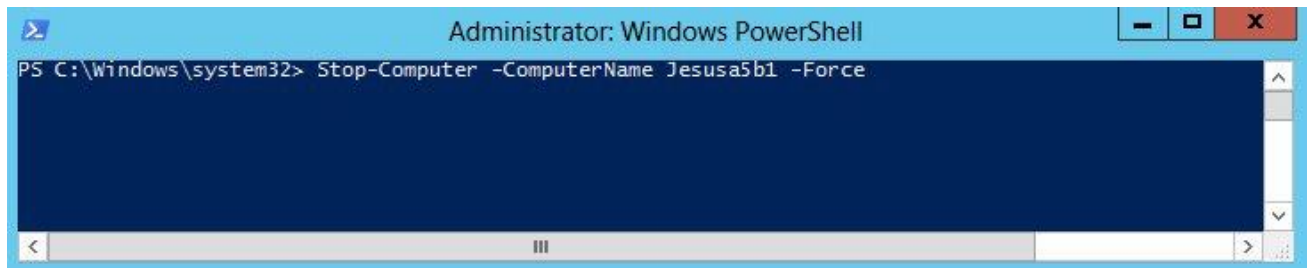 Administrator: Windows PowerShell
PS C:\Windows\system32> Stop-Computer -ComputerName Jesusa5b1 -Force